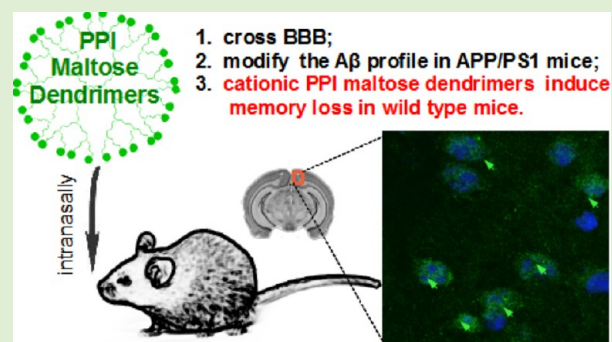 PPI
Maltose
Dendrimers
1. cross BBB;
2. modify the Aβ profile in APP/PS1 mice;
3. cationic PPI maltose dendrimers induce
memory loss in wild type mice.
intranasally